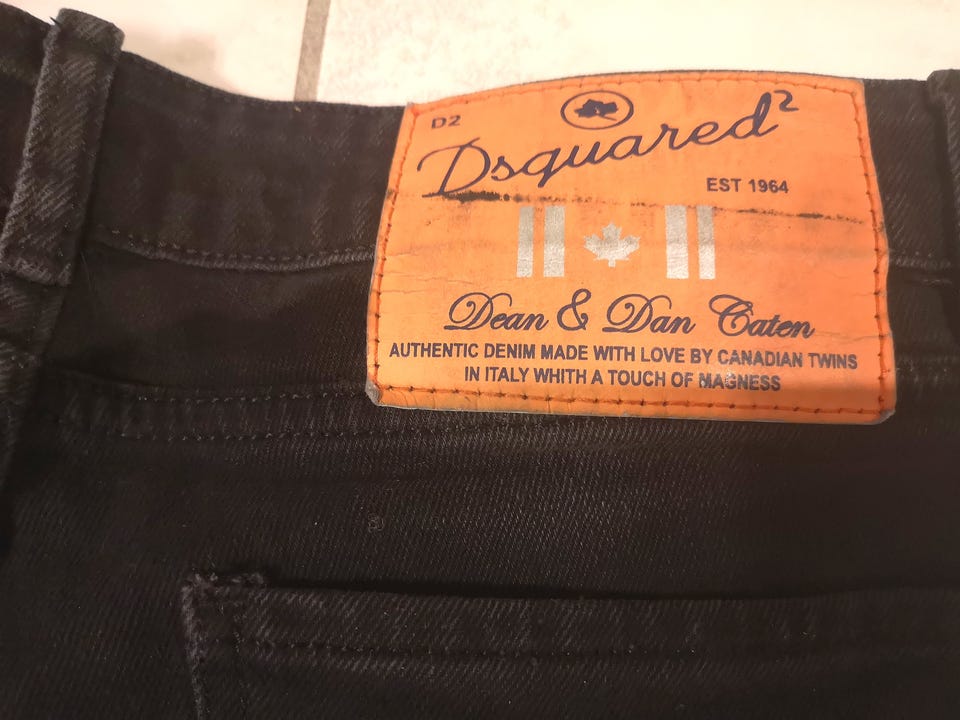 D2
Dsquared²
EST 1964
Dean & Dan Caten
AUTHENTIC DENIM MADE WITH LOVE BY CANADIAN TWINS
IN ITALY WHITH A TOUCH OF MAGNESS